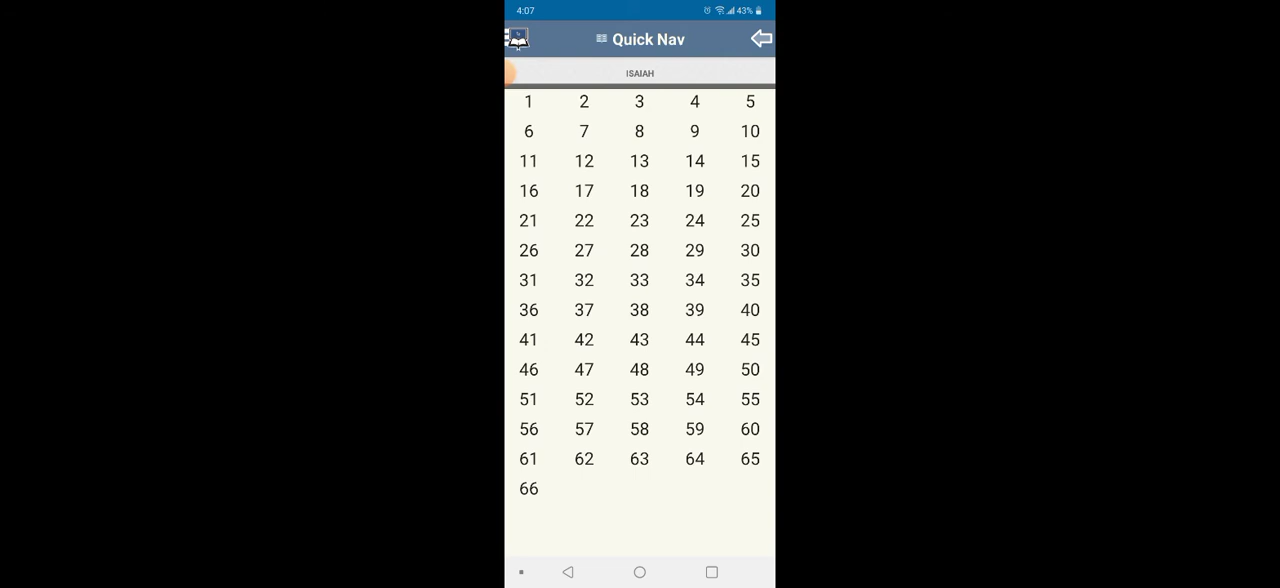 4:07 43%
Quick Nav
ISAIAH
1 2 3 4 5
6 7 8 9 10
11 12 13 14 15
16 17 18 19 20
21 22 23 24 25
26 27 28 29 30
31 32 33 34 35
36 37 38 39 40
41 42 43 44 45
46 47 48 49 50
51 52 53 54 55
56 57 58 59 60
61 62 63 64 65
66